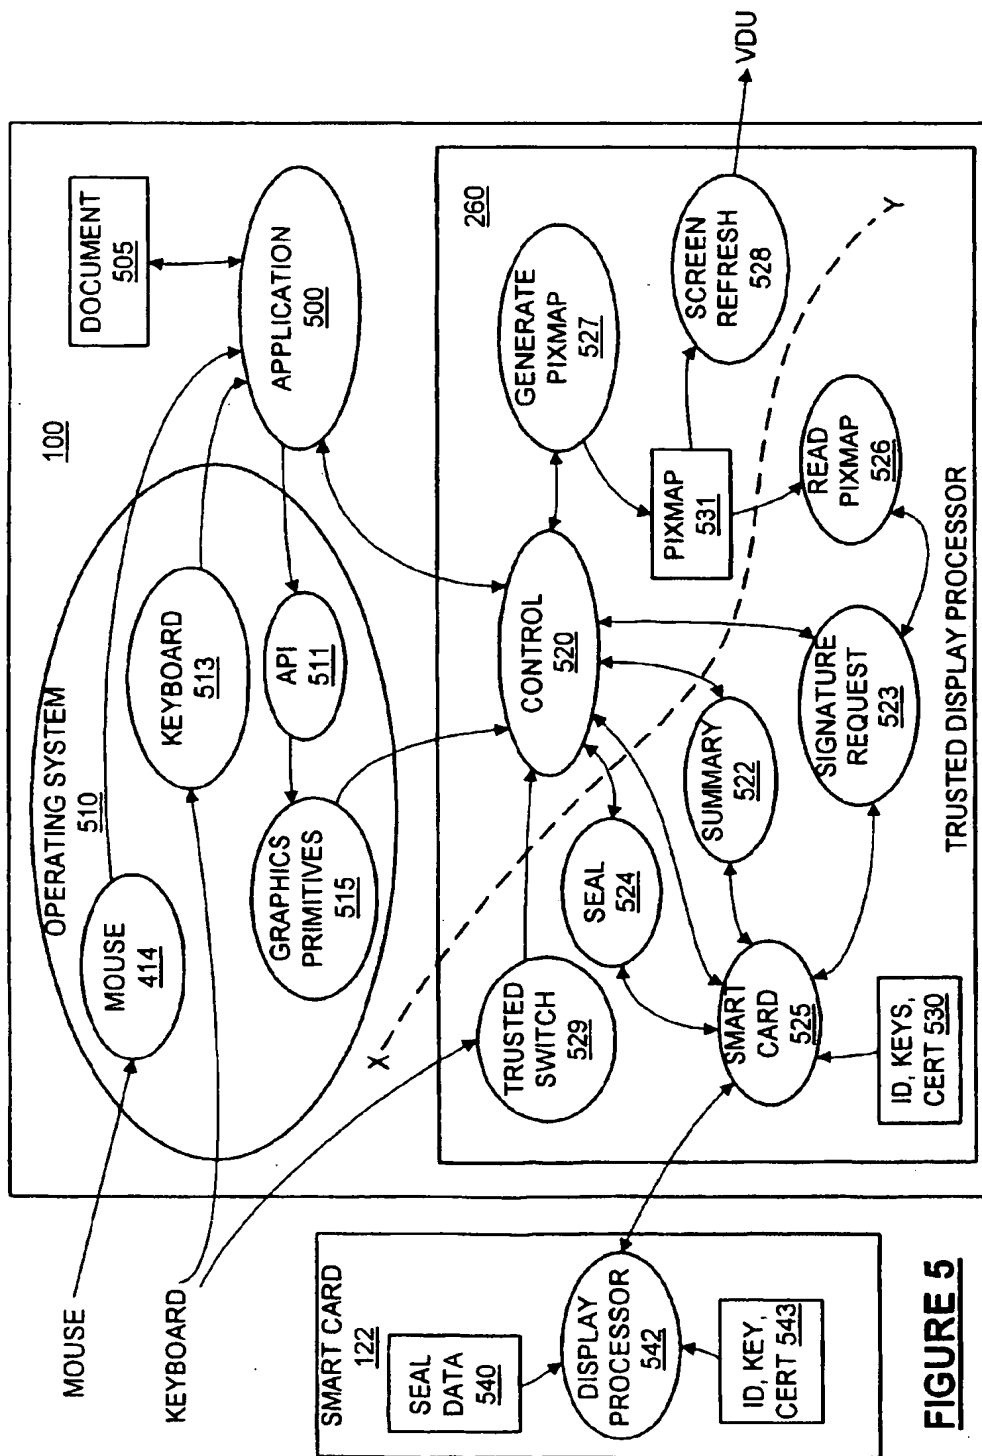 MOUSE
KEYBOARD
OPERATING SYSTEM
510
100
MOUSE
414
KEYBOARD
513
API
511
GRAPHICS
PRIMITIVES
515
DOCUMENT
505
APPLICATION
500
X
Y
260
TRUSTED
SWITCH
529
SEAL
524
CONTROL
520
GENERATE
PIXMAP
527
PIXMAP
531
SCREEN
REFRESH
528
VDU
SMART
CARD
525
SUMMARY
522
SIGNATURE
REQUEST
523
READ
PIXMAP
526
ID, KEYS,
CERT 530
TRUSTED DISPLAY PROCESSOR
SMART CARD
122
SEAL
DATA
540
DISPLAY
PROCESSOR
542
ID, KEY,
CERT 543
FIGURE 5